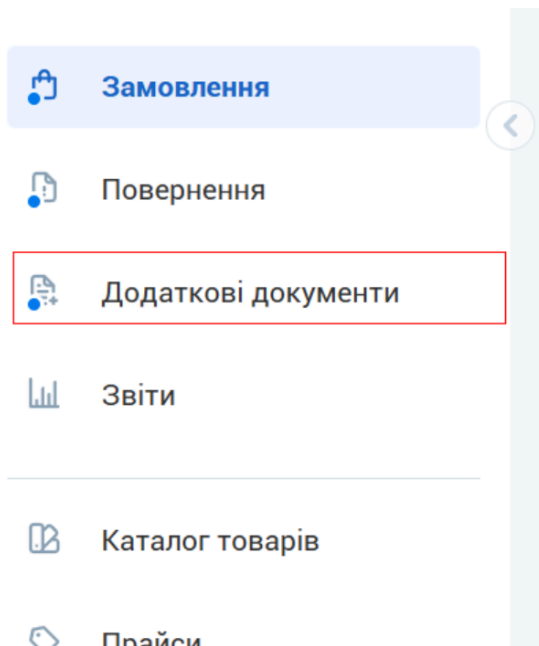 Замовлення
Повернення
Додаткові документи
Звіти
Каталог товарів
Прайси